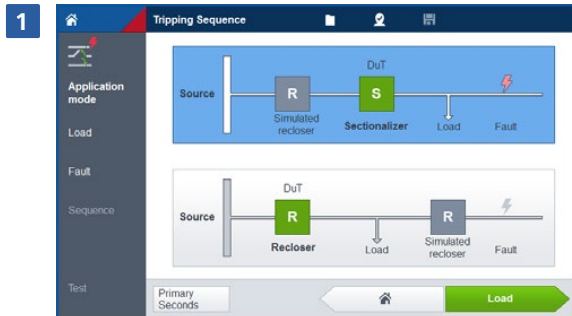 1
Tripping Sequence
Application
mode
Load
Fault
Sequence
Test
DuT
Source
R
S
Simulated
recloser
Sectionalizer
Load
Fault
DuT
Source
R
R
Recloser
Load
Simulated
recloser
Fault
Primary
Seconds
Load